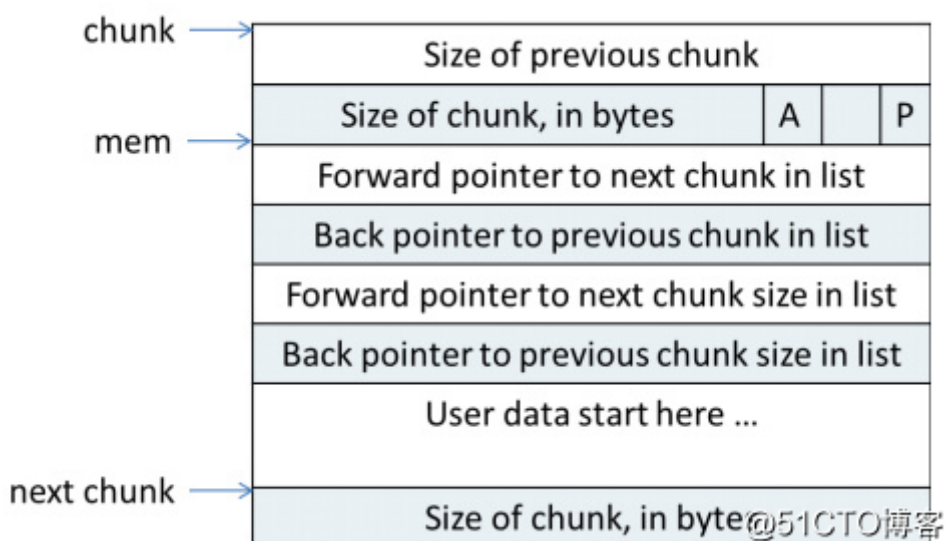 chunk
Size of previous chunk
Size of chunk, in bytes A P
mem
Forward pointer to next chunk in list
Back pointer to previous chunk in list
Forward pointer to next chunk size in list
Back pointer to previous chunk size in list
User data start here ...
next chunk
Size of chunk, in byte
@51CTO博客